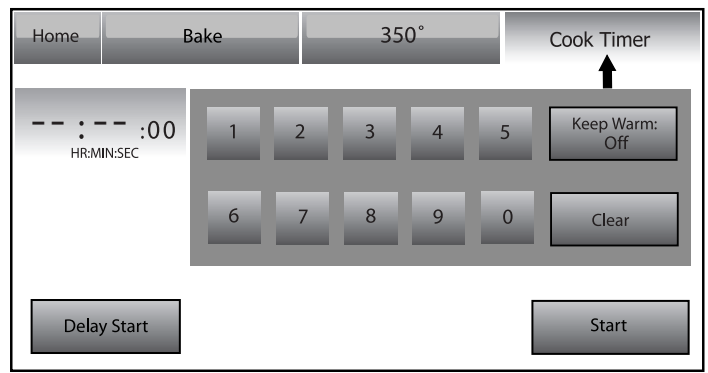 Home
Bake
350°
Cook Timer
-- : -- :00
HR:MIN:SEC
1
2
3
4
5
Keep Warm:
Off
6
7
8
9
0
Clear
Delay Start
Start